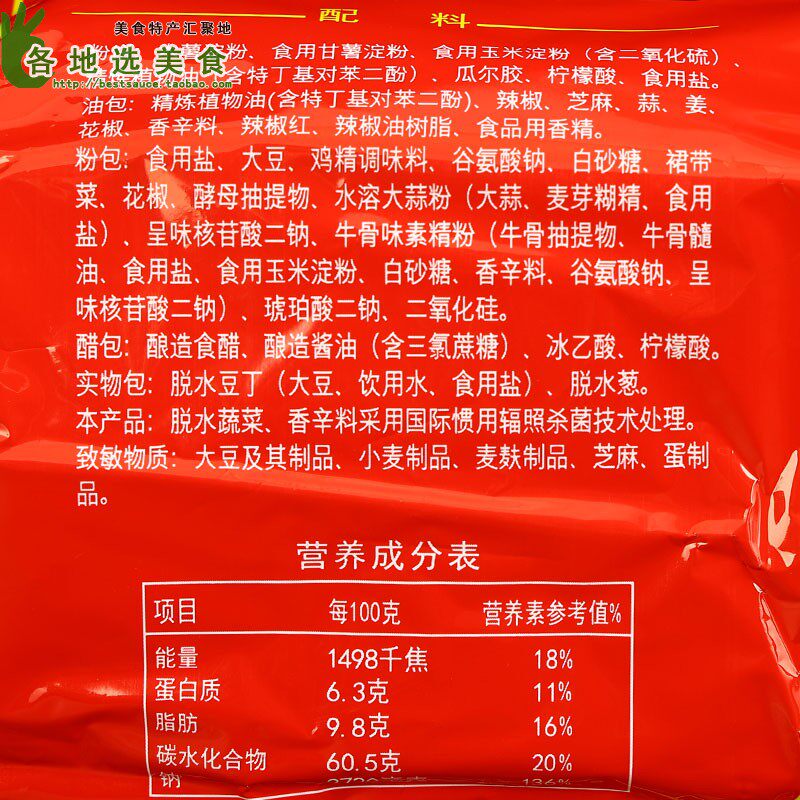 美食特产汇聚地
各地选美食
http://bestsauce.taobao.com
配料
粉、食用甘薯淀粉、食用玉米淀粉（含二氧化硫）、
精炼植物油（含特丁基对苯二酚）、瓜尔胶、柠檬酸、食用盐。
油包：精炼植物油(含特丁基对苯二酚)、辣椒、芝麻、蒜、姜、
花椒、香辛料、辣椒红、辣椒油树脂、食品用香精。
粉包：食用盐、大豆、鸡精调味料、谷氨酸钠、白砂糖、裙带
菜、花椒、酵母抽提物、水溶大蒜粉（大蒜、麦芽糊精、食用
盐）、呈味核苷酸二钠、牛骨味素精粉（牛骨抽提物、牛骨髓
油、食用盐、食用玉米淀粉、白砂糖、香辛料、谷氨酸钠、呈
味核苷酸二钠）、琥珀酸二钠、二氧化硅。
醋包：酿造食醋、酿造酱油（含三氯蔗糖）、冰乙酸、柠檬酸。
实物包：脱水豆丁（大豆、饮用水、食用盐）、脱水葱。
本产品：脱水蔬菜、香辛料采用国际惯用辐照杀菌技术处理。
致敏物质：大豆及其制品、小麦制品、麦麸制品、芝麻、蛋制
品。
营养成分表
项目 每100克 营养素参考值%
能量 1498千焦 18%
蛋白质 6.3克 11%
脂肪 9.8克 16%
碳水化合物 60.5克 20%
钠 136%